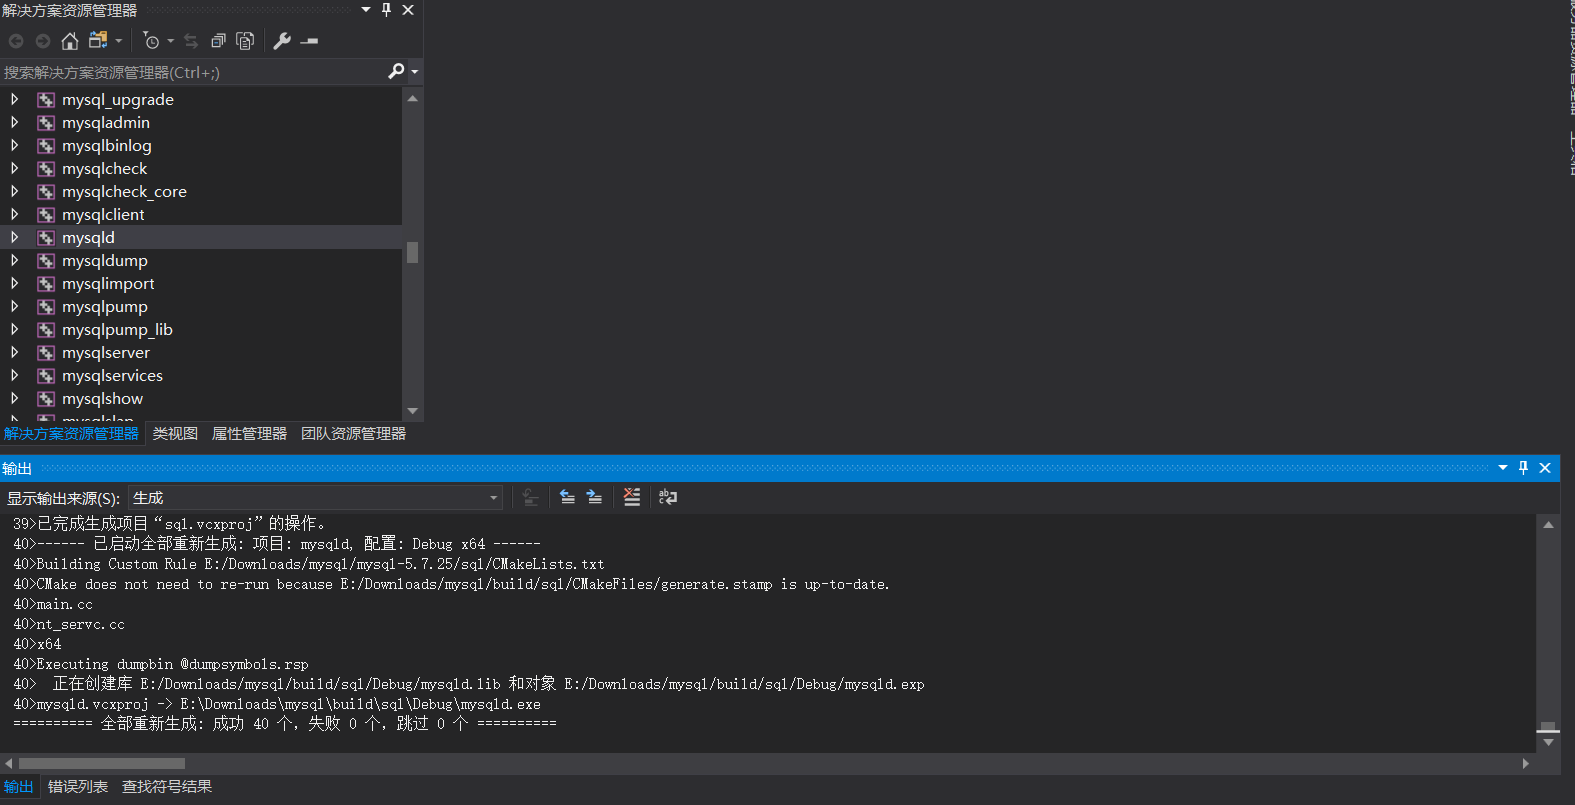 解决方案资源管理器
搜索解决方案资源管理器(Ctrl+;)
mysql_upgrade
mysqladmin
mysqlbinlog
mysqlcheck
mysqlcheck_core
mysqlclient
mysqld
mysqldump
mysqlimport
mysqlpump
mysqlpump_lib
mysqlserver
mysqlservices
mysqlshow
解决方案资源管理器 类视图 属性管理器 团队资源管理器
输出
显示输出来源(S): 生成
39>已完成生成项目“sql.vcxproj”的操作。
40>------ 已启动全部重新生成: 项目: mysqld, 配置: Debug x64 ------
40>Building Custom Rule E:/Downloads/mysql/mysql-5.7.25/sql/CMakeLists.txt
40>CMake does not need to re-run because E:/Downloads/mysql/build/sql/CMakeFiles/generate.stamp is up-to-date.
40>main.cc
40>nt_servc.cc
40>x64
40>Executing dumpbin @dumpsymbols.rsp
40>  正在创建库 E:/Downloads/mysql/build/sql/Debug/mysqld.lib 和对象 E:/Downloads/mysql/build/sql/Debug/mysqld.exp
40>mysqld.vcxproj -> E:\Downloads\mysql\build\sql\Debug\mysqld.exe
========== 全部重新生成: 成功 40 个，失败 0 个，跳过 0 个 ==========
输出 错误列表 查找符号结果